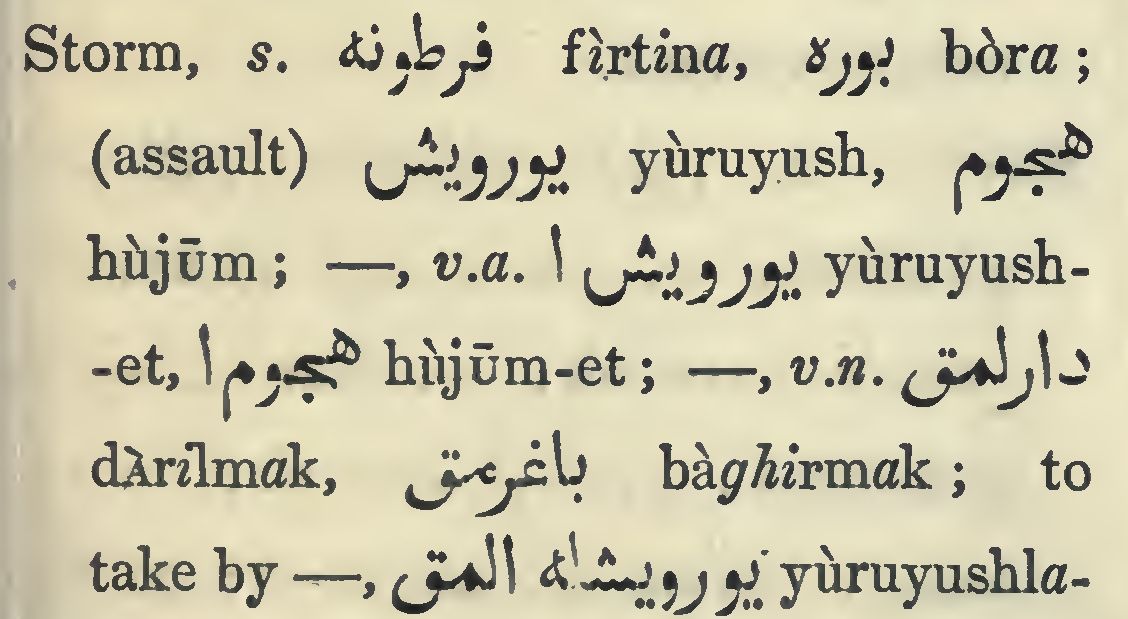 Storm, s. فرطونه fìrtina, بوره bòra ;
(assault) يورويش yùruyush, هجوم
hùjūm ; —, v.a. يورويش ا yùruyush-
-et, هجوم ا hùjūm-et ; —, v.n. دارلمق
dÀrilmak, باغرمق bàghirmak ; to
take by —, يورويشله المق yùruyushla-